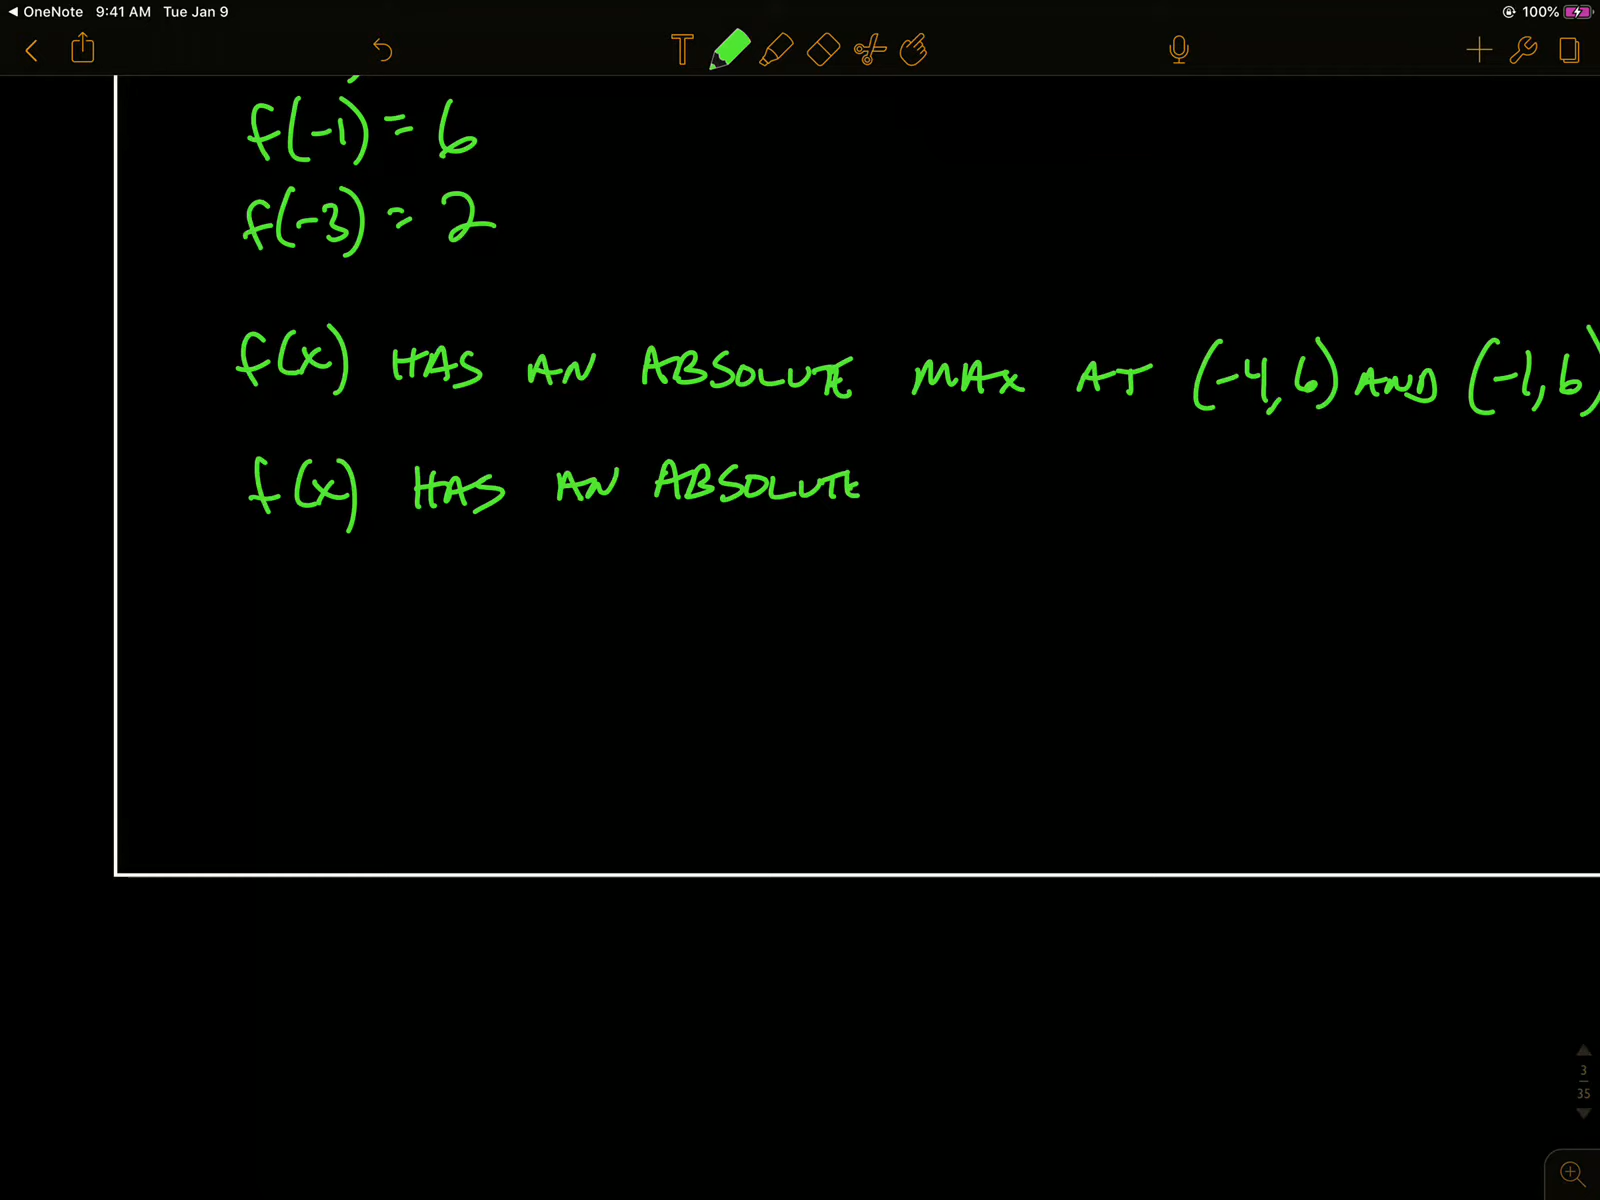 OneNote 9:41 AM Tue Jan 9 100%
f(-1) = 6
f(-3) = 2
f(x) HAS AN ABSOLUTE MAX AT (-4,6) AND (-1,6)
f(x) HAS AN ABSOLUTE
3
35